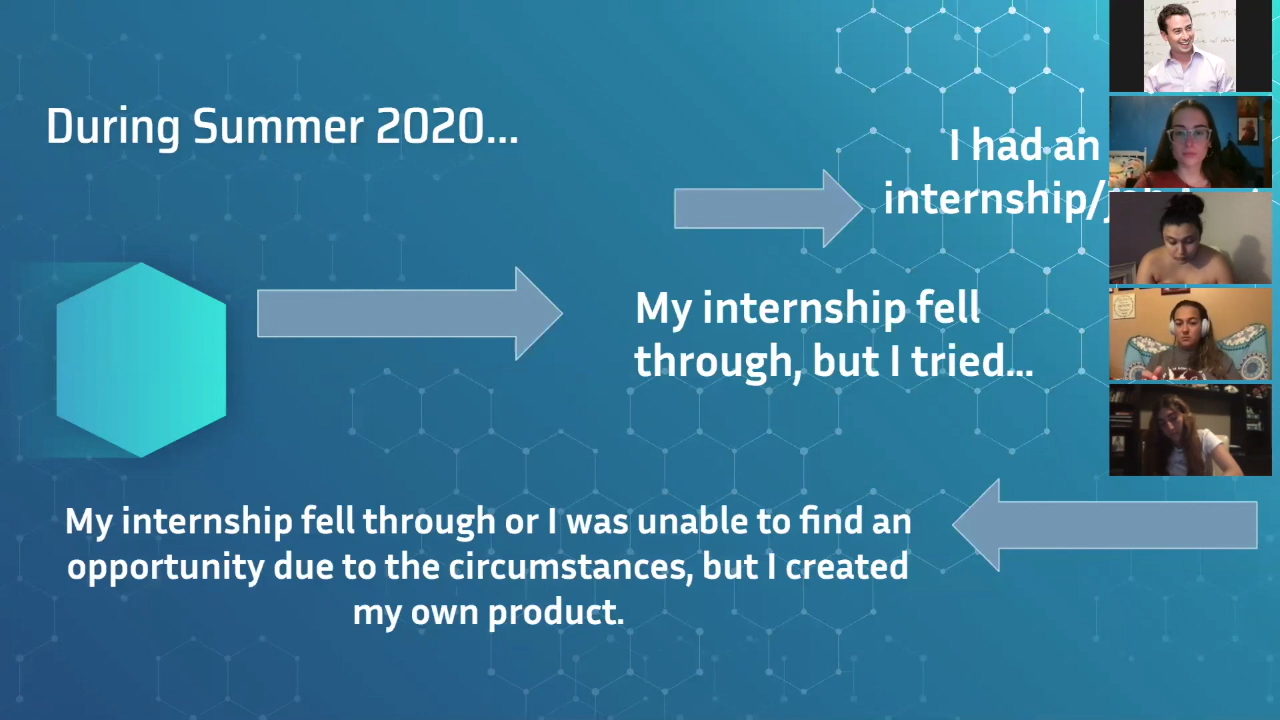 During Summer 2020...
I had an
internship/
My internship fell
through, but I tried...
My internship fell through or I was unable to find an
opportunity due to the circumstances, but I created
my own product.